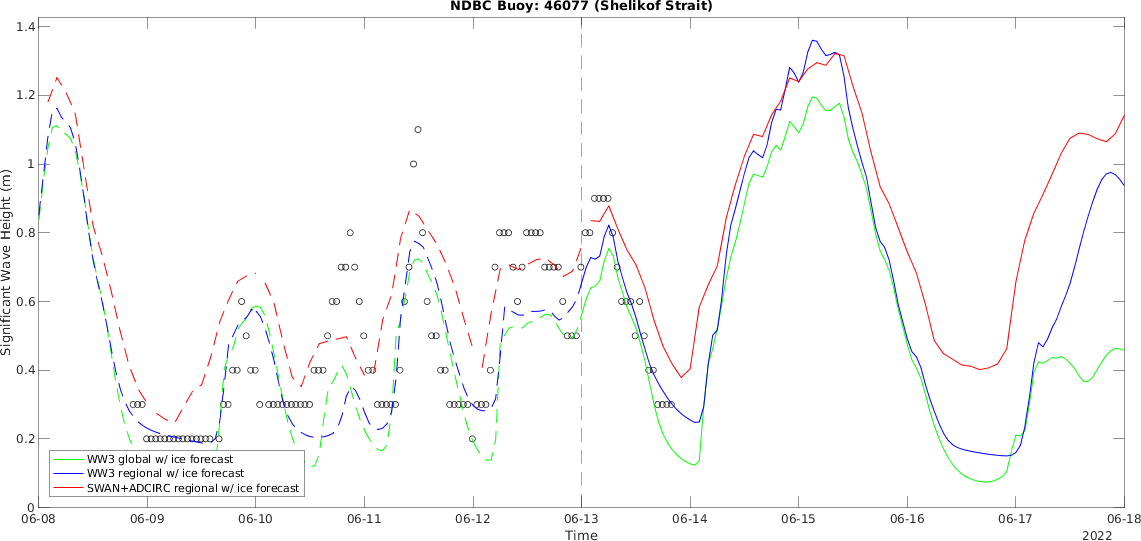 NDBC Buoy: 46077 (Shelikof Strait)
1.4
1.2
1
0.8
0.6
0.4
0.2
0
Significant Wave Height (m)
WW3 global w/ ice forecast
WW3 regional w/ ice forecast
SWAN+ADCIRC regional w/ ice forecast
06-08 06-09 06-10 06-11 06-12 06-13 06-14 06-15 06-16 06-17 06-18
Time
2022